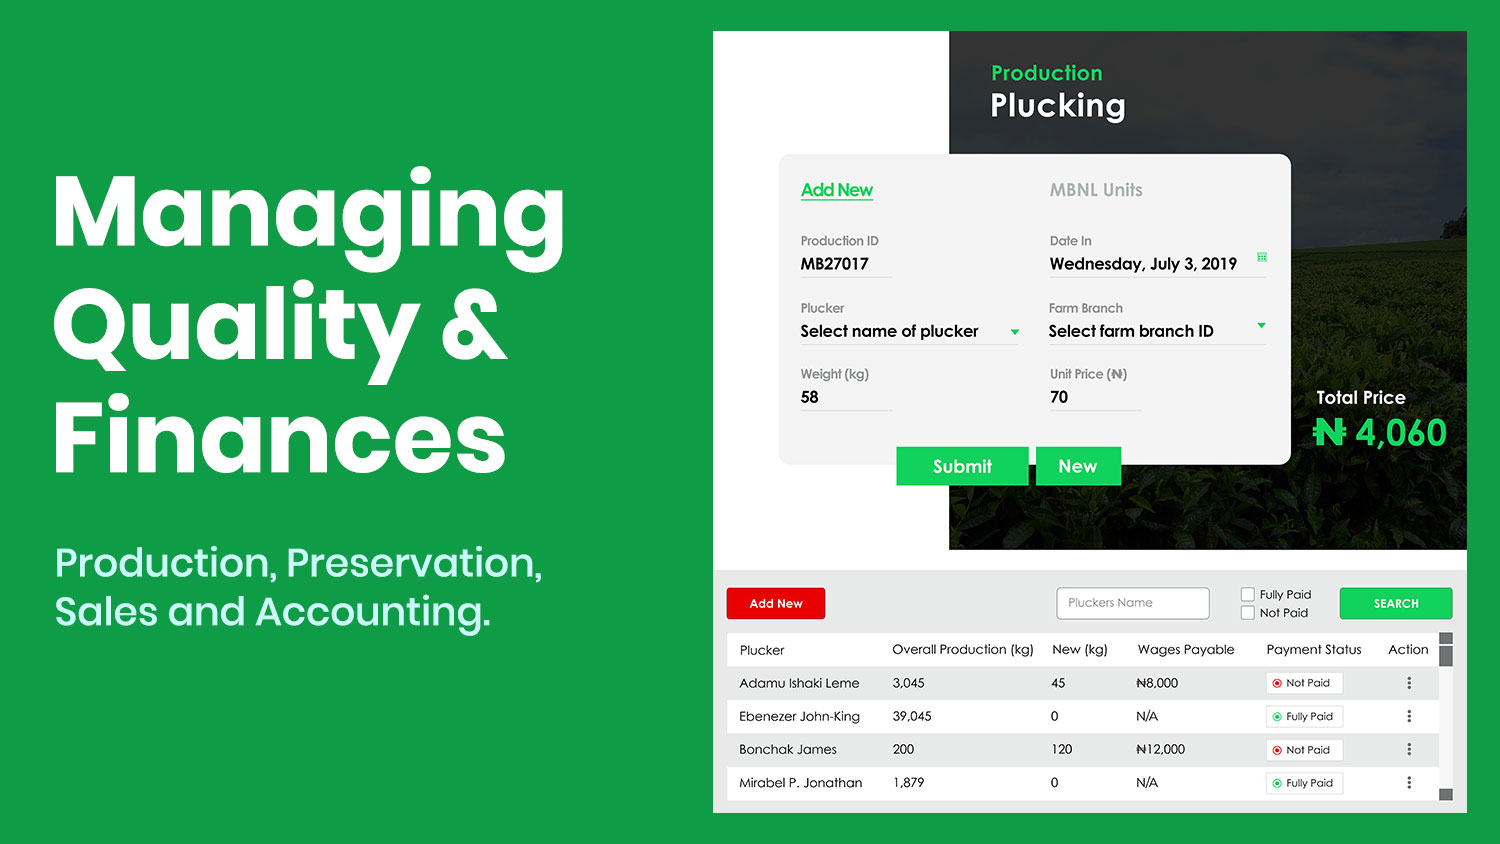 Managing
Quality &
Finances
Production, Preservation,
Sales and Accounting.
Production
Plucking
Add New
MBNL Units
Production ID
MB27017
Date In
Wednesday, July 3, 2019
Plucker
Select name of plucker
Farm Branch
Select farm branch ID
Weight (kg)
58
Unit Price (₦)
70
Total Price
₦ 4,060
Submit
New
Add New
Pluckers Name
Fully Paid
Not Paid
SEARCH
Plucker Overall Production (kg) New (kg) Wages Payable Payment Status Action
Adamu Ishaki Leme 3,045 45 ₦8,000 Not Paid
Ebenezer John-King 39,045 0 N/A Fully Paid
Bonchak James 200 120 ₦12,000 Not Paid
Mirabel P. Jonathan 1,879 0 N/A Fully Paid